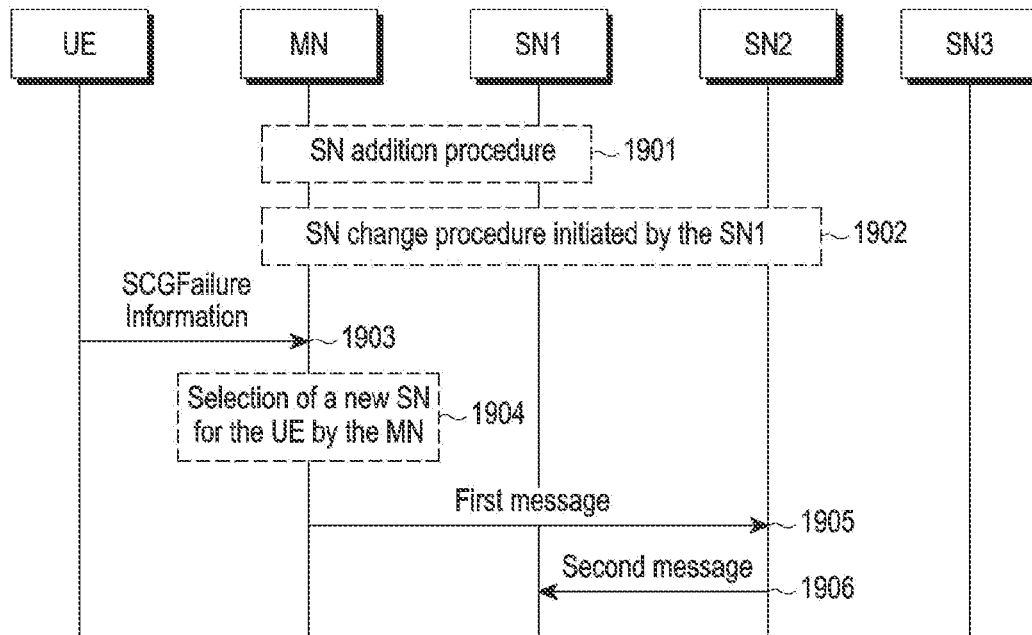 UE
MN
SN1
SN2
SN3
SN addition procedure
1901
SN change procedure initiated by the SN1
1902
SCGFailure
Information
1903
Selection of a new SN
for the UE by the MN
1904
First message
1905
Second message
1906